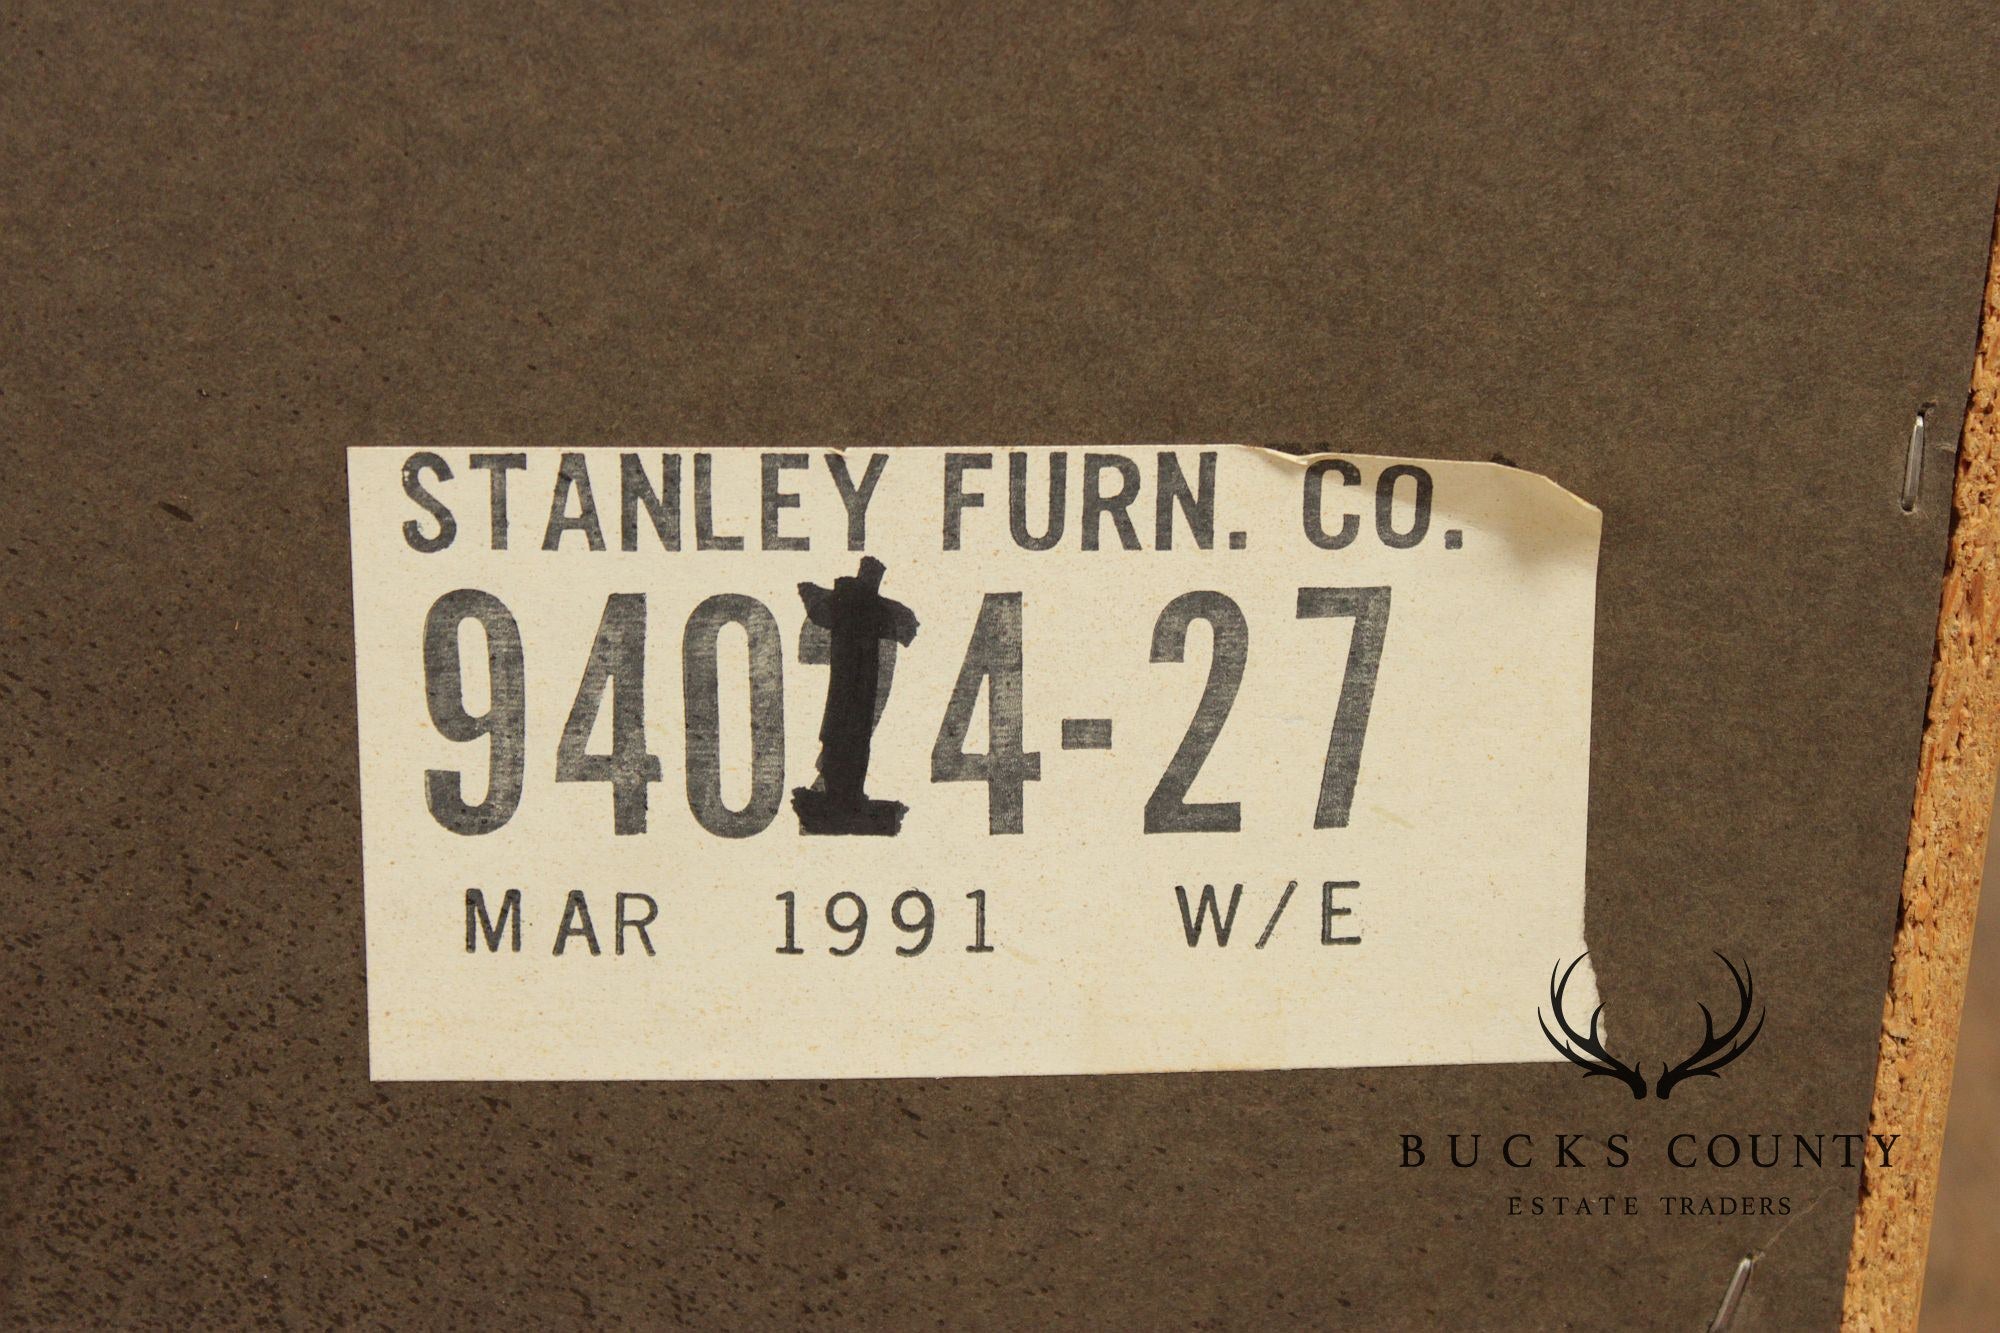 STANLEY FURN. CO.
94014-27
MAR 1991 W/E
BUCKS COUNTY
ESTATE TRADERS